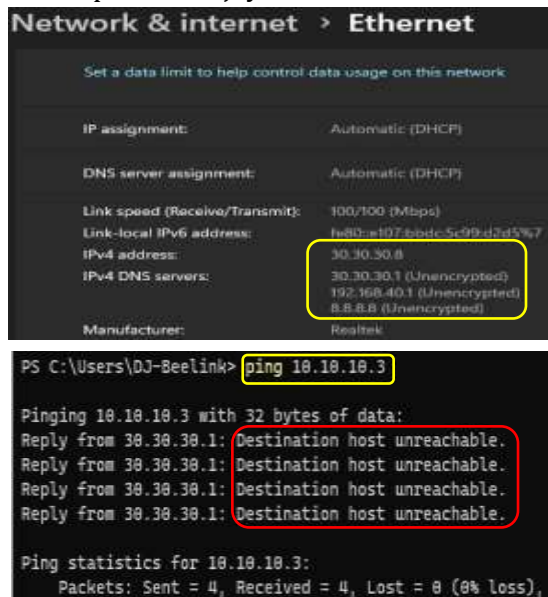 Network & internet > Ethernet
Set a data limit to help control data usage on this network
IP assignment: Automatic (DHCP)
DNS server assignment: Automatic (DHCP)
Link speed (Receive/Transmit): 100/100 (Mbps)
Link-local IPv6 address: fe80::e107:bbdc:5c99:d2d5%7
IPv4 address: 30.30.30.8
IPv4 DNS servers: 30.30.30.1 (Unencrypted)
192.168.40.1 (Unencrypted)
8.8.8.8 (Unencrypted)
Manufacturer: Realtek
PS C:\Users\DJ-Beelink> ping 10.10.10.3
Pinging 10.10.10.3 with 32 bytes of data:
Reply from 30.30.30.1: Destination host unreachable.
Reply from 30.30.30.1: Destination host unreachable.
Reply from 30.30.30.1: Destination host unreachable.
Reply from 30.30.30.1: Destination host unreachable.
Ping statistics for 10.10.10.3:
Packets: Sent = 4, Received = 4, Lost = 0 (0% loss),